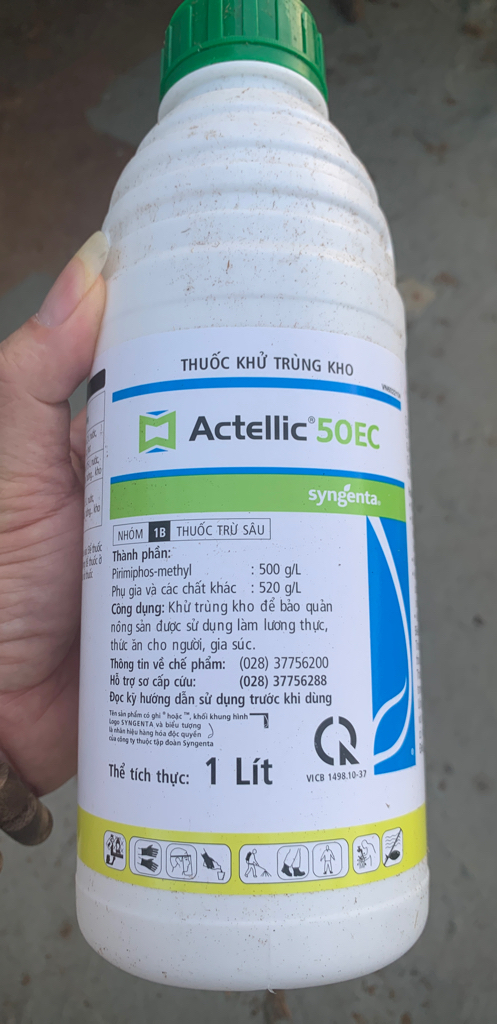 THUỐC KHỬ TRÙNG KHO
Actellic® 50EC
syngenta®
NHÓM 1B THUỐC TRỪ SÂU
Thành phần:
Pirimiphos-methyl : 500 g/L
Phụ gia và các chất khác : 520 g/L
Công dụng: Khử trùng kho để bảo quản
nông sản được sử dụng làm lương thực,
thức ăn cho người, gia súc.
Thông tin về chế phẩm: (028) 37756200
Hỗ trợ sơ cấp cứu: (028) 37756288
Đọc kỹ hướng dẫn sử dụng trước khi dùng
Tên sản phẩm có ghi ® hoặc ™, khối khung hình
Logo SYNGENTA và biểu tượng
là nhãn hiệu hàng hóa độc quyền
của công ty thuộc tập đoàn Syngenta
Thể tích thực: 1 Lít
VICB 1498.10-37